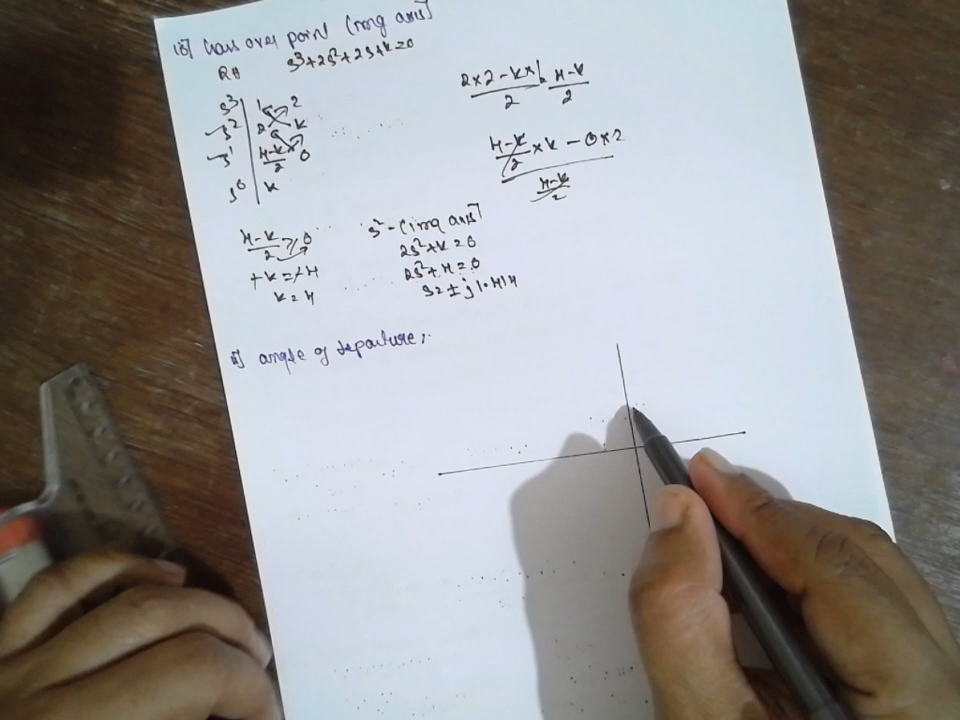 cross over point (img axis]
RH s³+2s²+2s+k=0
s³ 1 2
s² 2 k
s¹ 4-k/2 0
s⁰ k
2×2-k×1/2 = 4-k/2
4-k/2 ×k - 0×2
4-k/2
4-k/2 = 0
+k = +4
k = 4
s² - (img axis]
2s²+k = 0
2s²+4 = 0
s = ± j1.414
angle of departure: